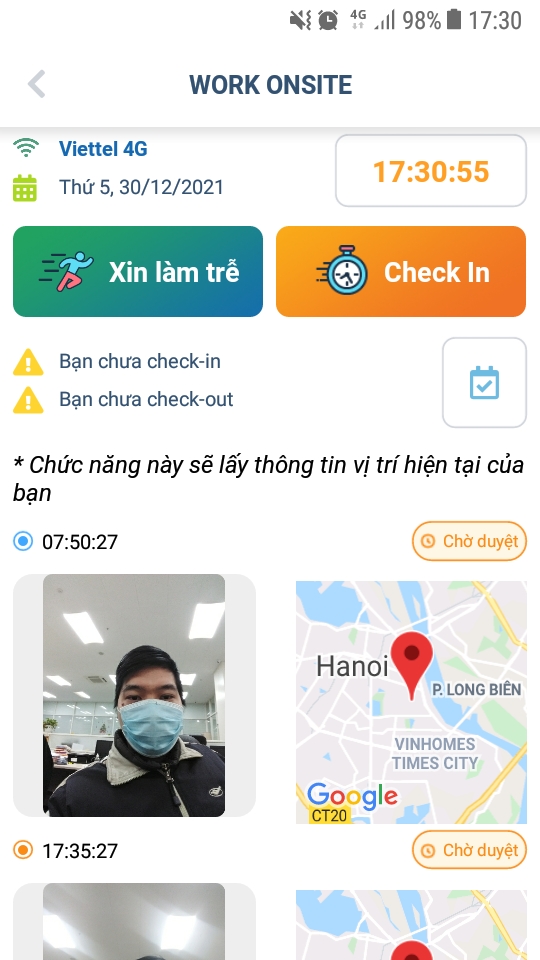 4G 98% 17:30
WORK ONSITE
Viettel 4G
17:30:55
Thứ 5, 30/12/2021
Xin làm trễ
Check In
Bạn chưa check-in
Bạn chưa check-out
* Chức năng này sẽ lấy thông tin vị trí hiện tại của
bạn
07:50:27
Chờ duyệt
Hanoi
P. LONG BIÊN
VINHOMES
TIMES CITY
Google
CT20
17:35:27
Chờ duyệt